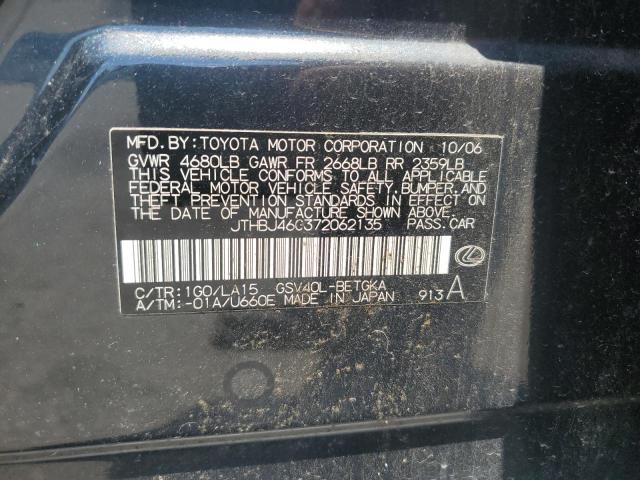 MFD.BY:TOYOTA MOTOR CORPORATION 10/06
GVWR 4680LB GAWR FR 2668LB RR 2359LB
THIS VEHICLE CONFORMS TO ALL APPLICABLE
FEDERAL MOTOR VEHICLE SAFETY,BUMPER,AND
THEFT PREVENTION STANDARDS IN EFFECT ON
THE DATE OF MANUFACTURE SHOWN ABOVE.
JTHBJ46G372062135 PASS.CAR
C/TR:1G0/LA15 GSV40L-BETGKA
A/TM:-01A/U660E MADE IN JAPAN 913A